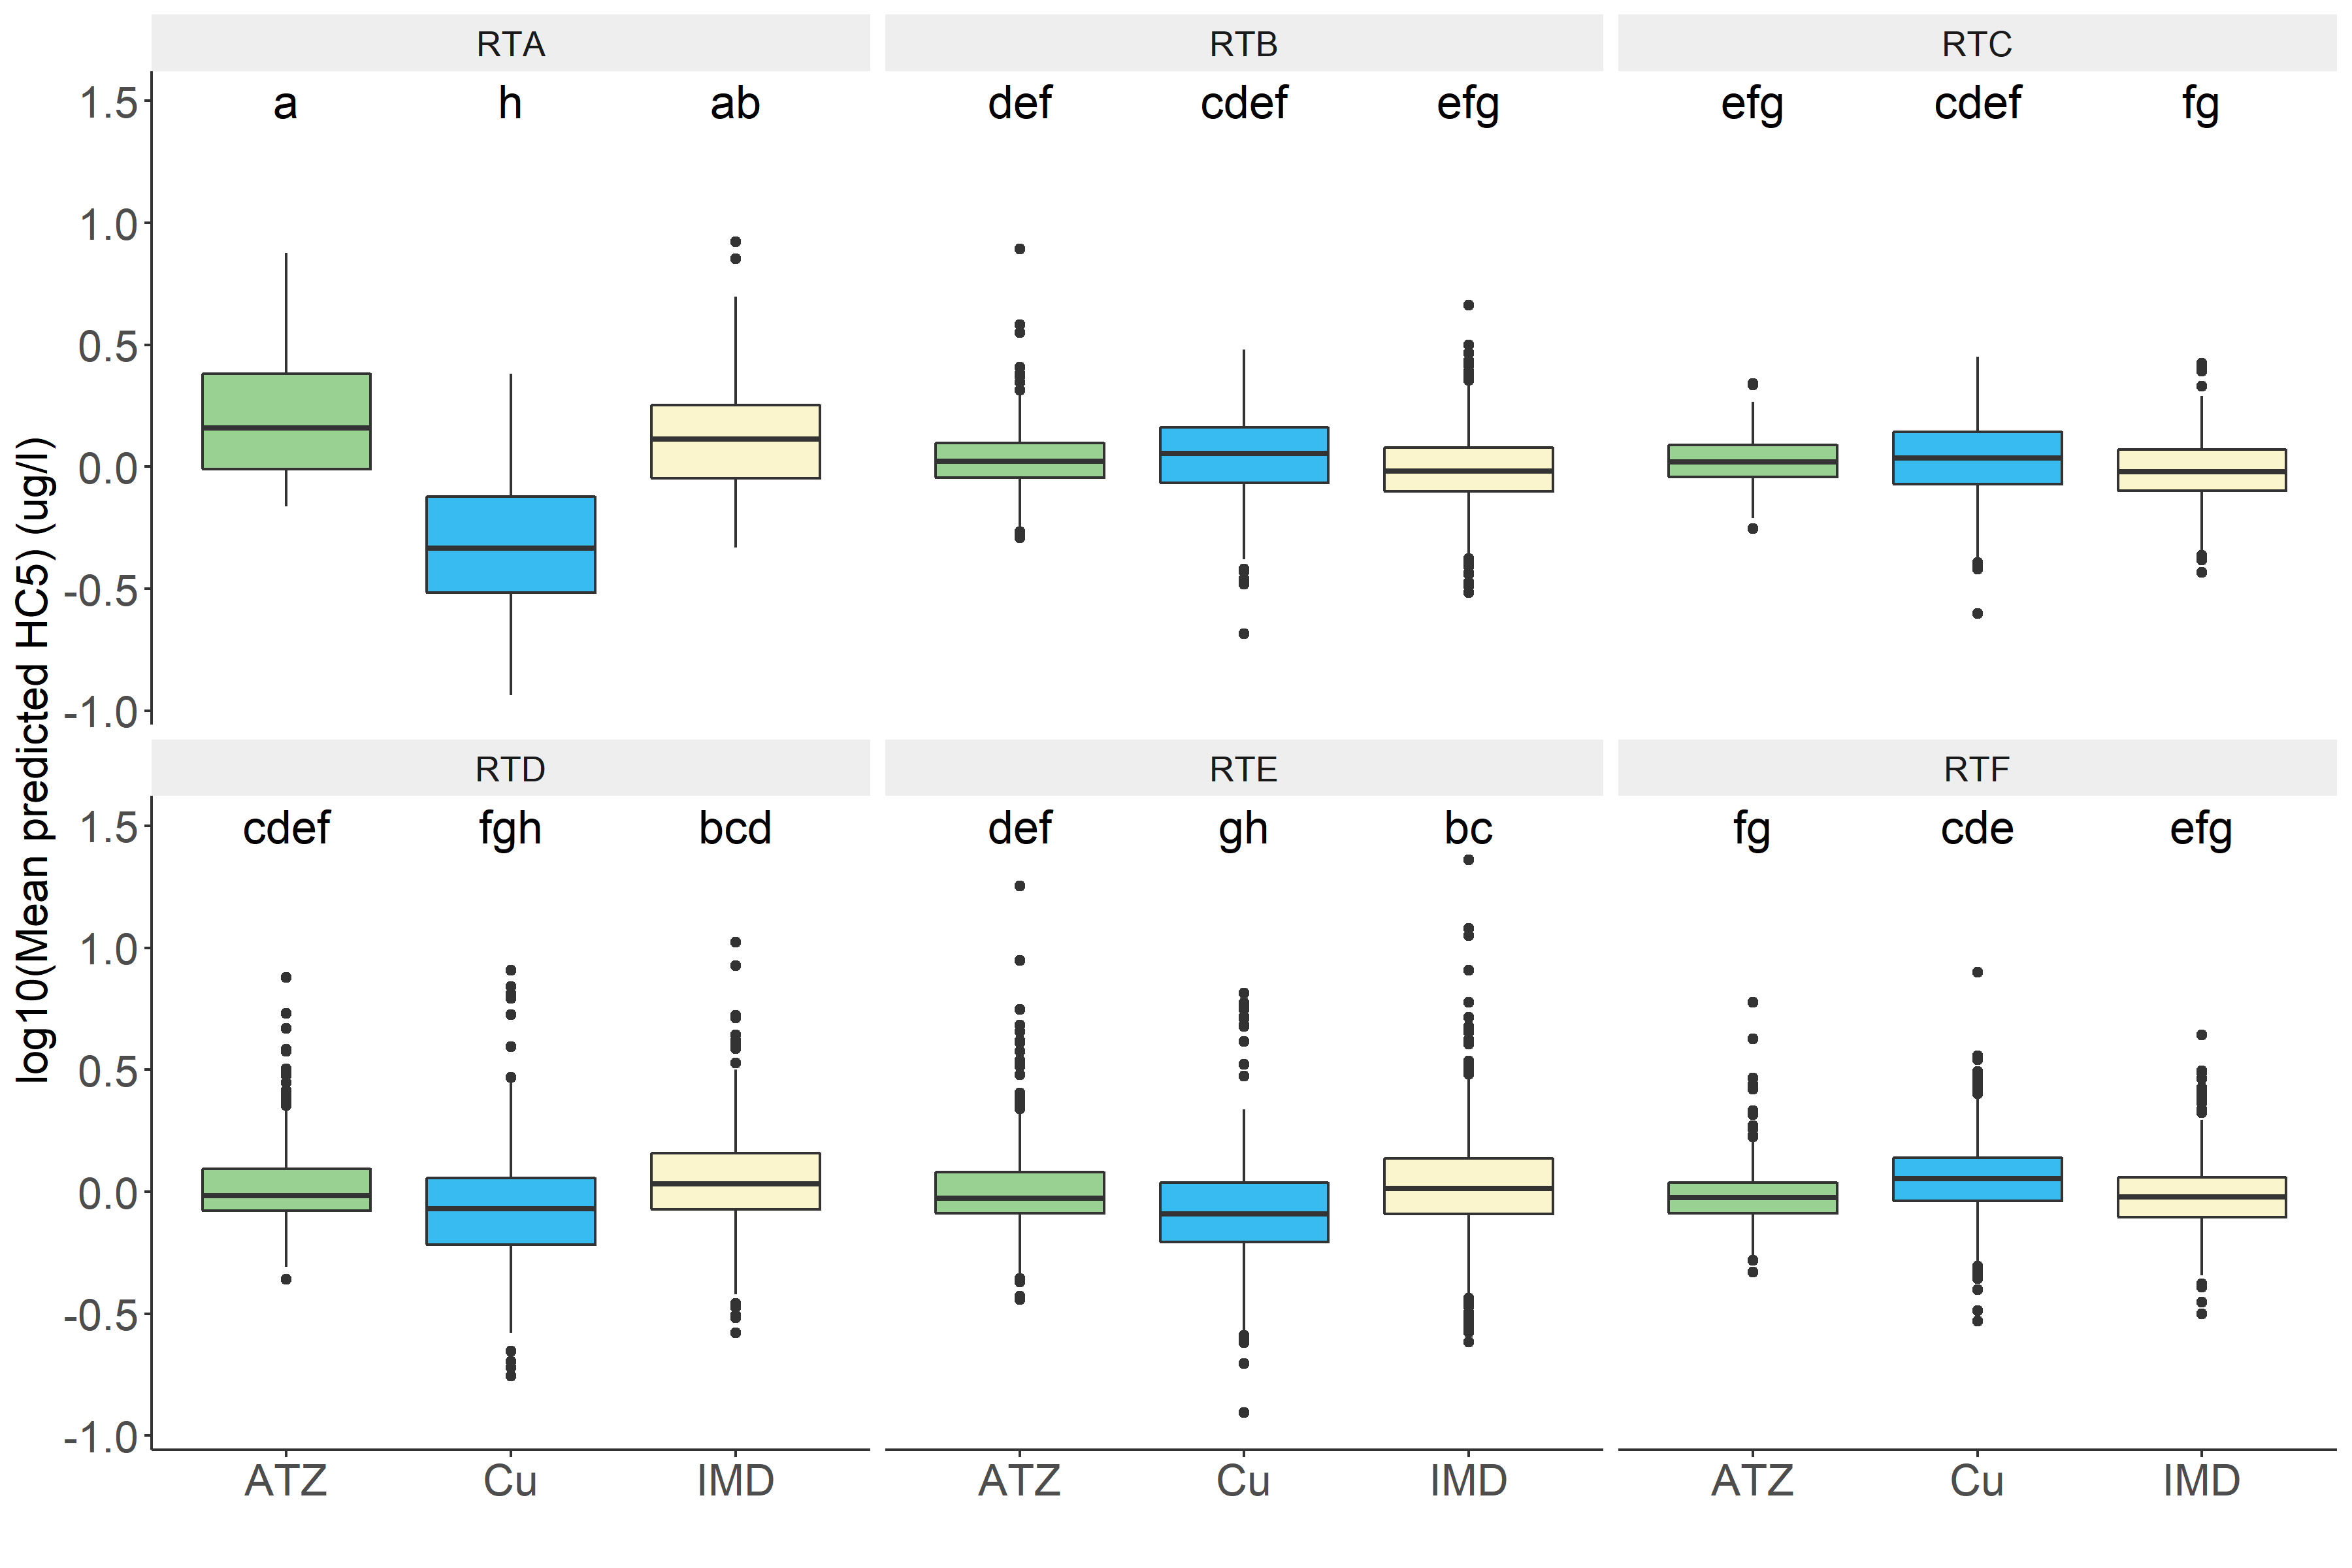 RTA RTB RTC
1.5 a h ab def cdef efg efg cdef fg
1.0
0.5
0.0
-0.5
-1.0
log10(Mean predicted HC5) (ug/l)
RTD RTE RTF
1.5 cdef fgh bcd def gh bc fg cde efg
1.0
0.5
0.0
-0.5
-1.0
ATZ Cu IMD ATZ Cu IMD ATZ Cu IMD